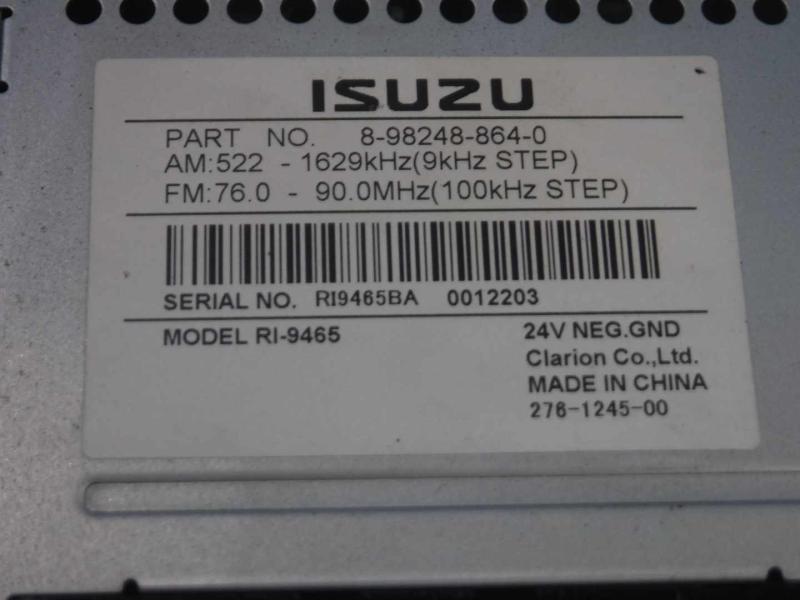 ISUZU
PART NO. 8-98248-864-0
AM:522 - 1629kHz(9kHz STEP)
FM:76.0 - 90.0MHz(100kHz STEP)
SERIAL NO. RI9465BA 0012203
MODEL RI-9465 24V NEG.GND
Clarion Co.,Ltd.
MADE IN CHINA
276-1245-00